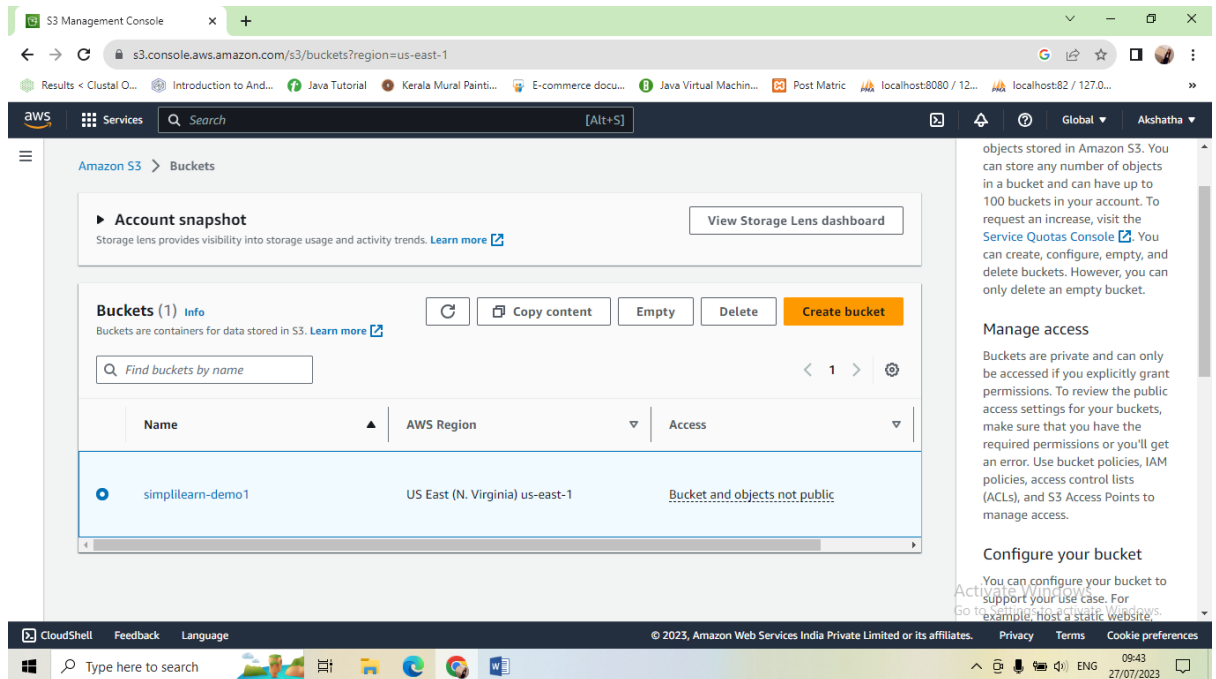 S3 Management Console
s3.console.aws.amazon.com/s3/buckets?region=us-east-1
Results < Clustal O...
Introduction to And...
Java Tutorial
Kerala Mural Painti...
E-commerce docu...
Java Virtual Machin...
Post Matric
localhost:8080 / 12...
localhost:82 / 127.0...
aws
Services
Search
[Alt+S]
Global
Akshatha
Amazon S3
Buckets
Account snapshot
Storage lens provides visibility into storage usage and activity trends. Learn more
View Storage Lens dashboard
Buckets (1) Info
Buckets are containers for data stored in S3. Learn more
Copy content
Empty
Delete
Create bucket
Find buckets by name
1
Name
AWS Region
Access
simplilearn-demo1
US East (N. Virginia) us-east-1
Bucket and objects not public
objects stored in Amazon S3. You
can store any number of objects
in a bucket and can have up to
100 buckets in your account. To
request an increase, visit the
Service Quotas Console. You
can create, configure, empty, and
delete buckets. However, you can
only delete an empty bucket.
Manage access
Buckets are private and can only
be accessed if you explicitly grant
permissions. To review the public
access settings for your buckets,
make sure that you have the
required permissions or you'll get
an error. Use bucket policies, IAM
policies, access control lists
(ACLs), and S3 Access Points to
manage access.
Configure your bucket
You can configure your bucket to
support your use case. For
example, host a static website,
Activate Windows
Go to Settings to activate Windows.
CloudShell
Feedback
Language
© 2023, Amazon Web Services India Private Limited or its affiliates.
Privacy
Terms
Cookie preferences
Type here to search
ENG
09:43
27/07/2023